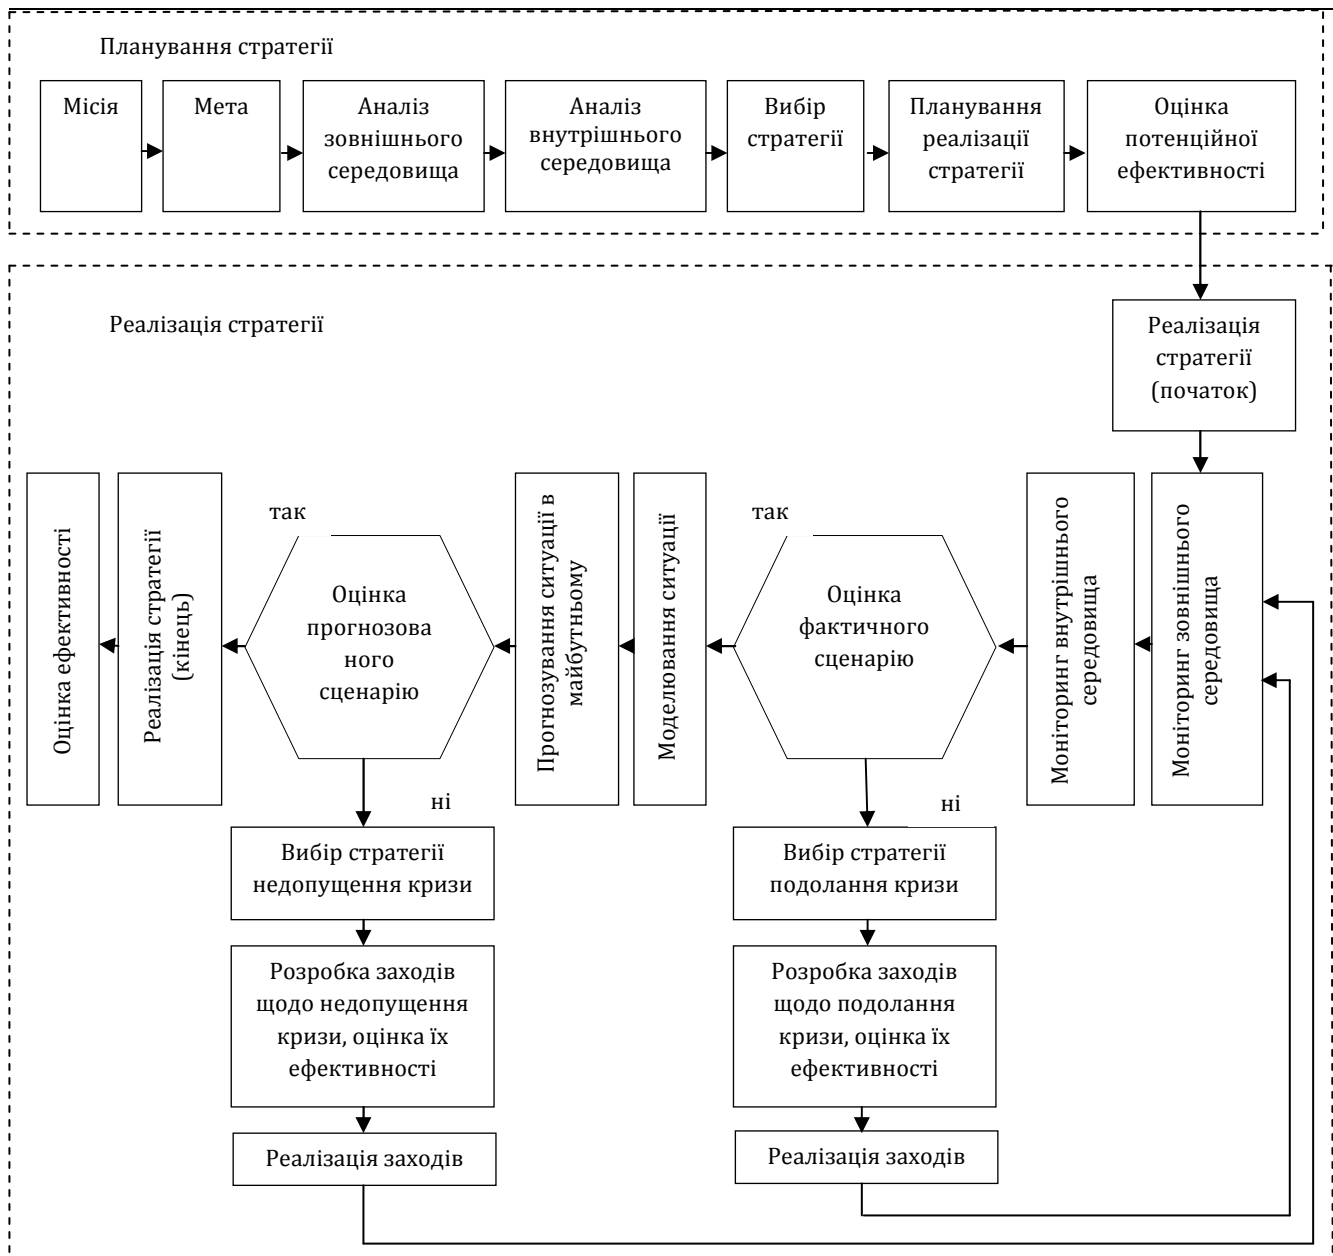 Планування стратегії
Місія
Мета
Аналіз
зовнішнього
середовища
Аналіз
внутрішнього
середовища
Вибір
стратегії
Планування
реалізації
стратегії
Оцінка
потенційної
ефективності
Реалізація стратегії
Реалізація
стратегії
(початок)
Моніторинг зовнішнього
середовища
Моніторинг внутрішнього
середовища
так
Оцінка
фактичного
сценарію
ні
Моделювання ситуації
Прогнозування ситуації в
майбутньому
так
Оцінка
прогнозова
ного
сценарію
ні
Реалізація стратегії
(кінець)
Оцінка ефективності
Вибір стратегії
недопущення кризи
Розробка заходів
щодо недопущення
кризи, оцінка їх
ефективності
Реалізація заходів
Вибір стратегії
подолання кризи
Розробка заходів
щодо подолання
кризи, оцінка їх
ефективності
Реалізація заходів